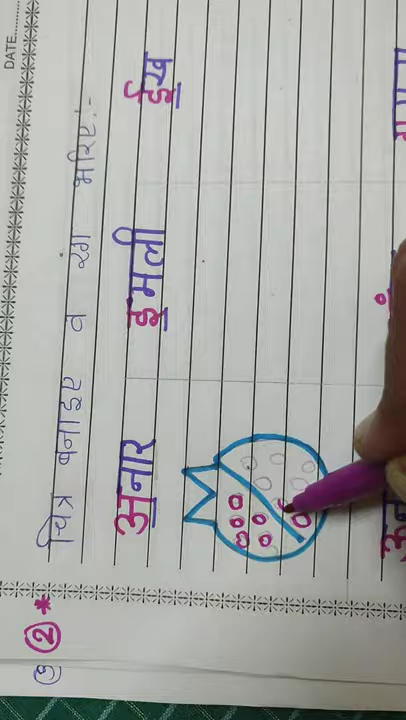 DATE
② * चित्र बनाइए व रंग भरिए:-
अनार इमली ईख